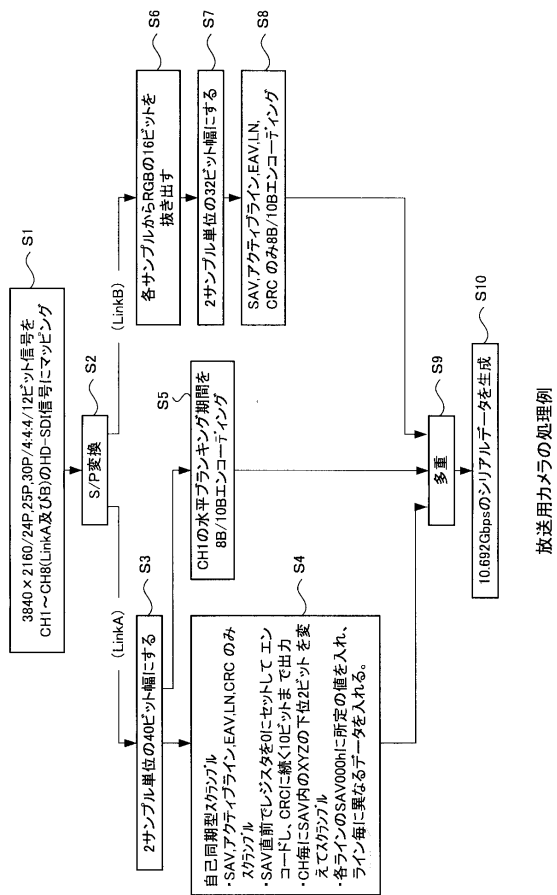 S1
3840×2160/24P,25P,30P/4:4:4/12ビット信号を
CH1~CH8(LinkA及びB)のHD-SDI信号にマッピング
S2
S/P変換
(LinkA)
(LinkB)
S3
2サンプル単位の40ビット幅にする
S4
自己同期型スクランブル
・SAV,アクティブライン,EAV,LN,CRC のみ
スクランブル
・SAV直前でレジスタを0にセットして エン
コードし、CRCに続く10ビットまで出力
・CH毎にSAV内のXYZの下位2ビット を変
えてスクランブル
・各ラインのSAV000hに所定の値を入れ、
ライン毎に異なるデータを入れる。
S5
CH1の水平ブランキング期間を
8B/10Bエンコーディング
S6
各サンプルからRGBの16ビットを
抜き出す
S7
2サンプル単位の32ビット幅にする
S8
SAV,アクティブライン,EAV,LN,
CRC のみ8B/10Bエンコーディング
S9
多重
S10
10.692Gbpsのシリアルデータを生成
放送用カメラの処理例